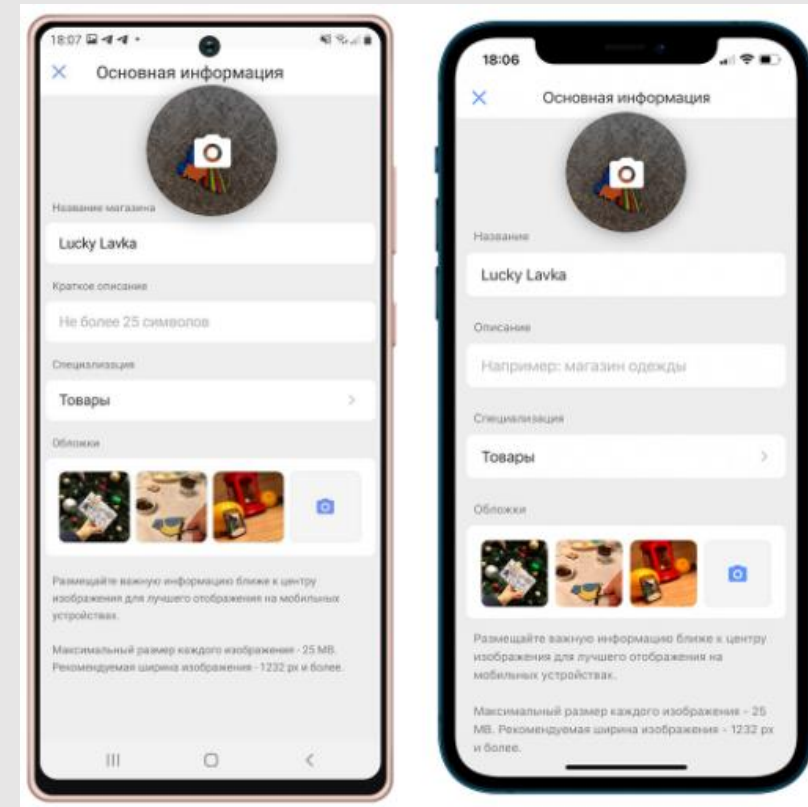 18:07
Основная информация
Название магазина
Lucky Lavka
Краткое описание
Не более 25 символов
Специализация
Товары
Обложки
Размещайте важную информацию ближе к центру
изображения для лучшего отображения на мобильных
устройствах.
Максимальный размер каждого изображения - 25 MB.
Рекомендуемая ширина изображения - 1232 px и более.
18:06
Основная информация
Название
Lucky Lavka
Описание
Например: магазин одежды
Специализация
Товары
Обложки
Размещайте важную информацию ближе к центру
изображения для лучшего отображения на
мобильных устройствах.
Максимальный размер каждого изображения - 25
MB. Рекомендуемая ширина изображения - 1232 px
и более.